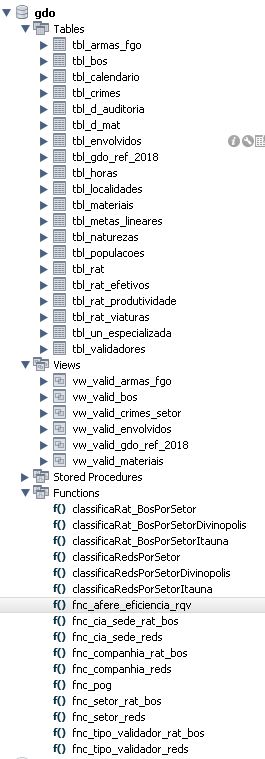 gdo
Tables
tbl_armas_fgo
tbl_bos
tbl_calendario
tbl_crimes
tbl_d_auditoria
tbl_d_mat
tbl_envolvidos
tbl_gdo_ref_2018
tbl_horas
tbl_localidades
tbl_materiais
tbl_metas_lineares
tbl_naturezas
tbl_populacoes
tbl_rat
tbl_rat_efetivos
tbl_rat_produtividade
tbl_rat_viaturas
tbl_un_especializada
tbl_validadores
Views
vw_valid_armas_fgo
vw_valid_bos
vw_valid_crimes_setor
vw_valid_envolvidos
vw_valid_gdo_ref_2018
vw_valid_materiais
Stored Procedures
Functions
f() classificaRat_BosPorSetor
f() classificaRat_BosPorSetorDivinopolis
f() classificaRat_BosPorSetorItauna
f() classificaRedsPorSetor
f() classificaRedsPorSetorDivinopolis
f() classificaRedsPorSetorItauna
f() fnc_afere_eficiencia_rqv
f() fnc_cia_sede_rat_bos
f() fnc_cia_sede_reds
f() fnc_companhia_rat_bos
f() fnc_companhia_reds
f() fnc_pog
f() fnc_setor_rat_bos
f() fnc_setor_reds
f() fnc_tipo_validador_rat_bos
f() fnc_tipo_validador_reds